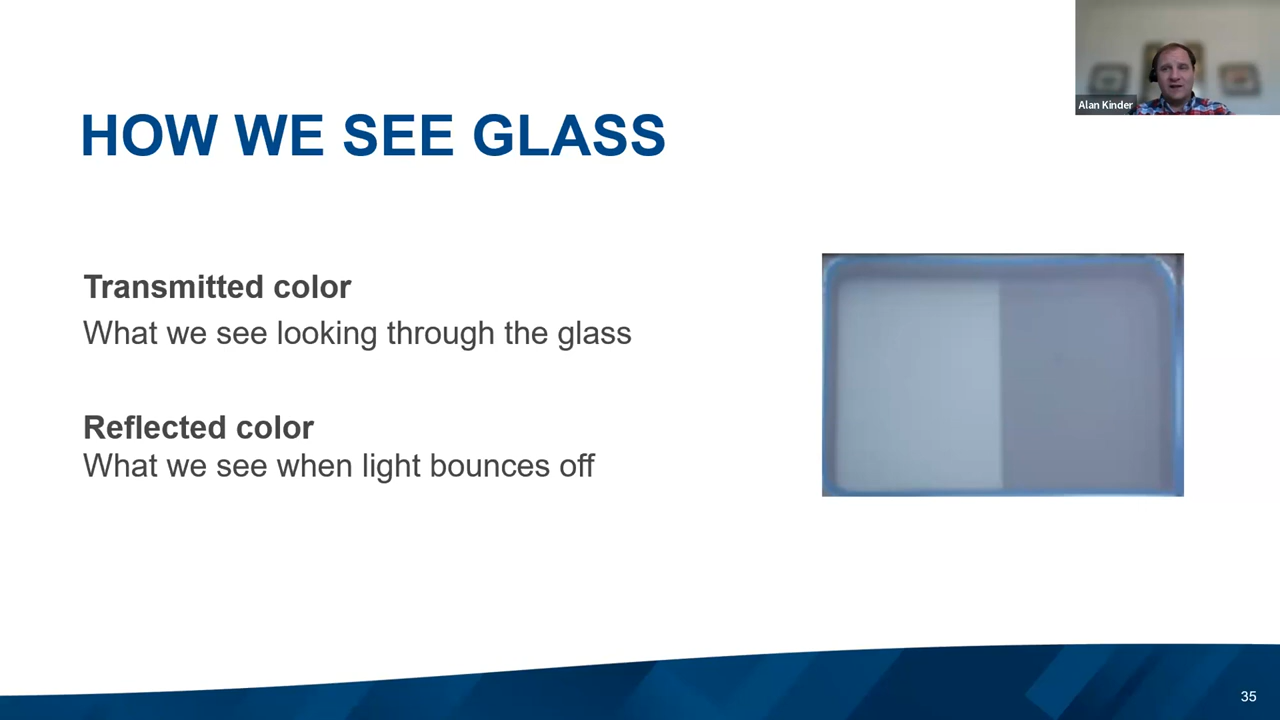 Alan Kinder
HOW WE SEE GLASS
Transmitted color
What we see looking through the glass
Reflected color
What we see when light bounces off
35